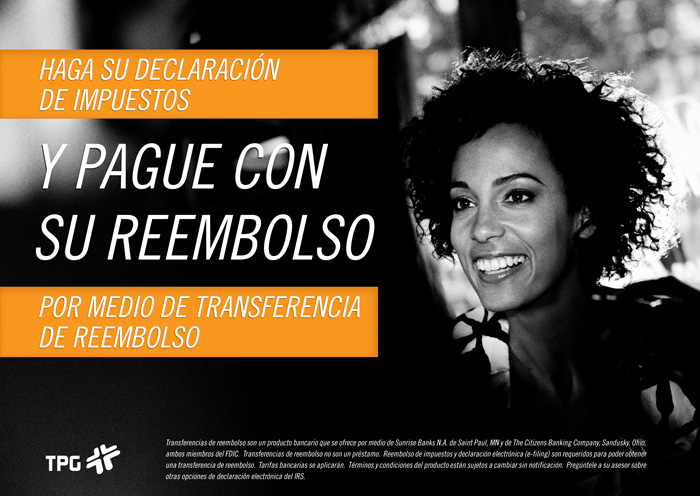 HAGA SU DECLARACIÓN
DE IMPUESTOS
Y PAGUE CON
SU REEMBOLSO
POR MEDIO DE TRANSFERENCIA
DE REEMBOLSO
TPG
Transferencias de reembolso son un producto bancario que se ofrece por medio de Sunrise Banks N.A. de Saint Paul, MN y de The Citizens Banking Company, Sandusky, Ohio,
ambos miembros del FDIC. Transferencias de reembolso no son un préstamo. Reembolso de impuestos y declaración electrónica (e-filing) son requeridos para poder obtener
una transferencia de reembolso. Tarifas bancarias se aplicarán. Términos y condiciones del producto están sujetos a cambiar sin notificación. Pregúntele a su asesor sobre
otras opciones de declaración electrónica del IRS.